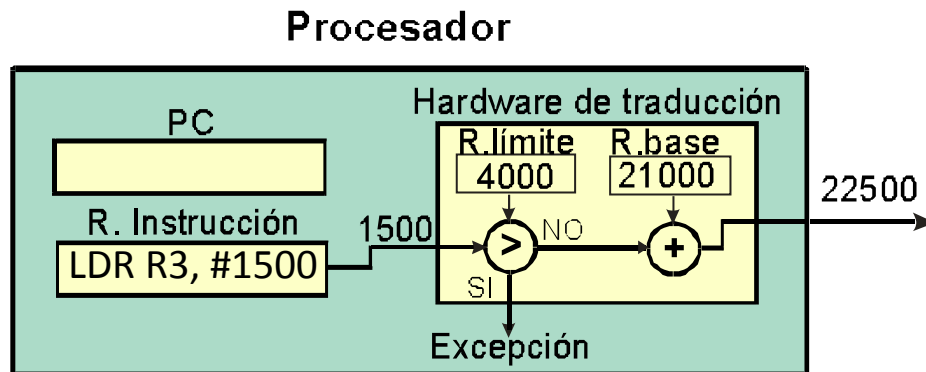 Procesador
Hardware de traducción
PC
R.límite
R.base
4000
21000
22500
R. Instrucción
1500
>
NO
+
LDR R3, #1500
SI
Excepción